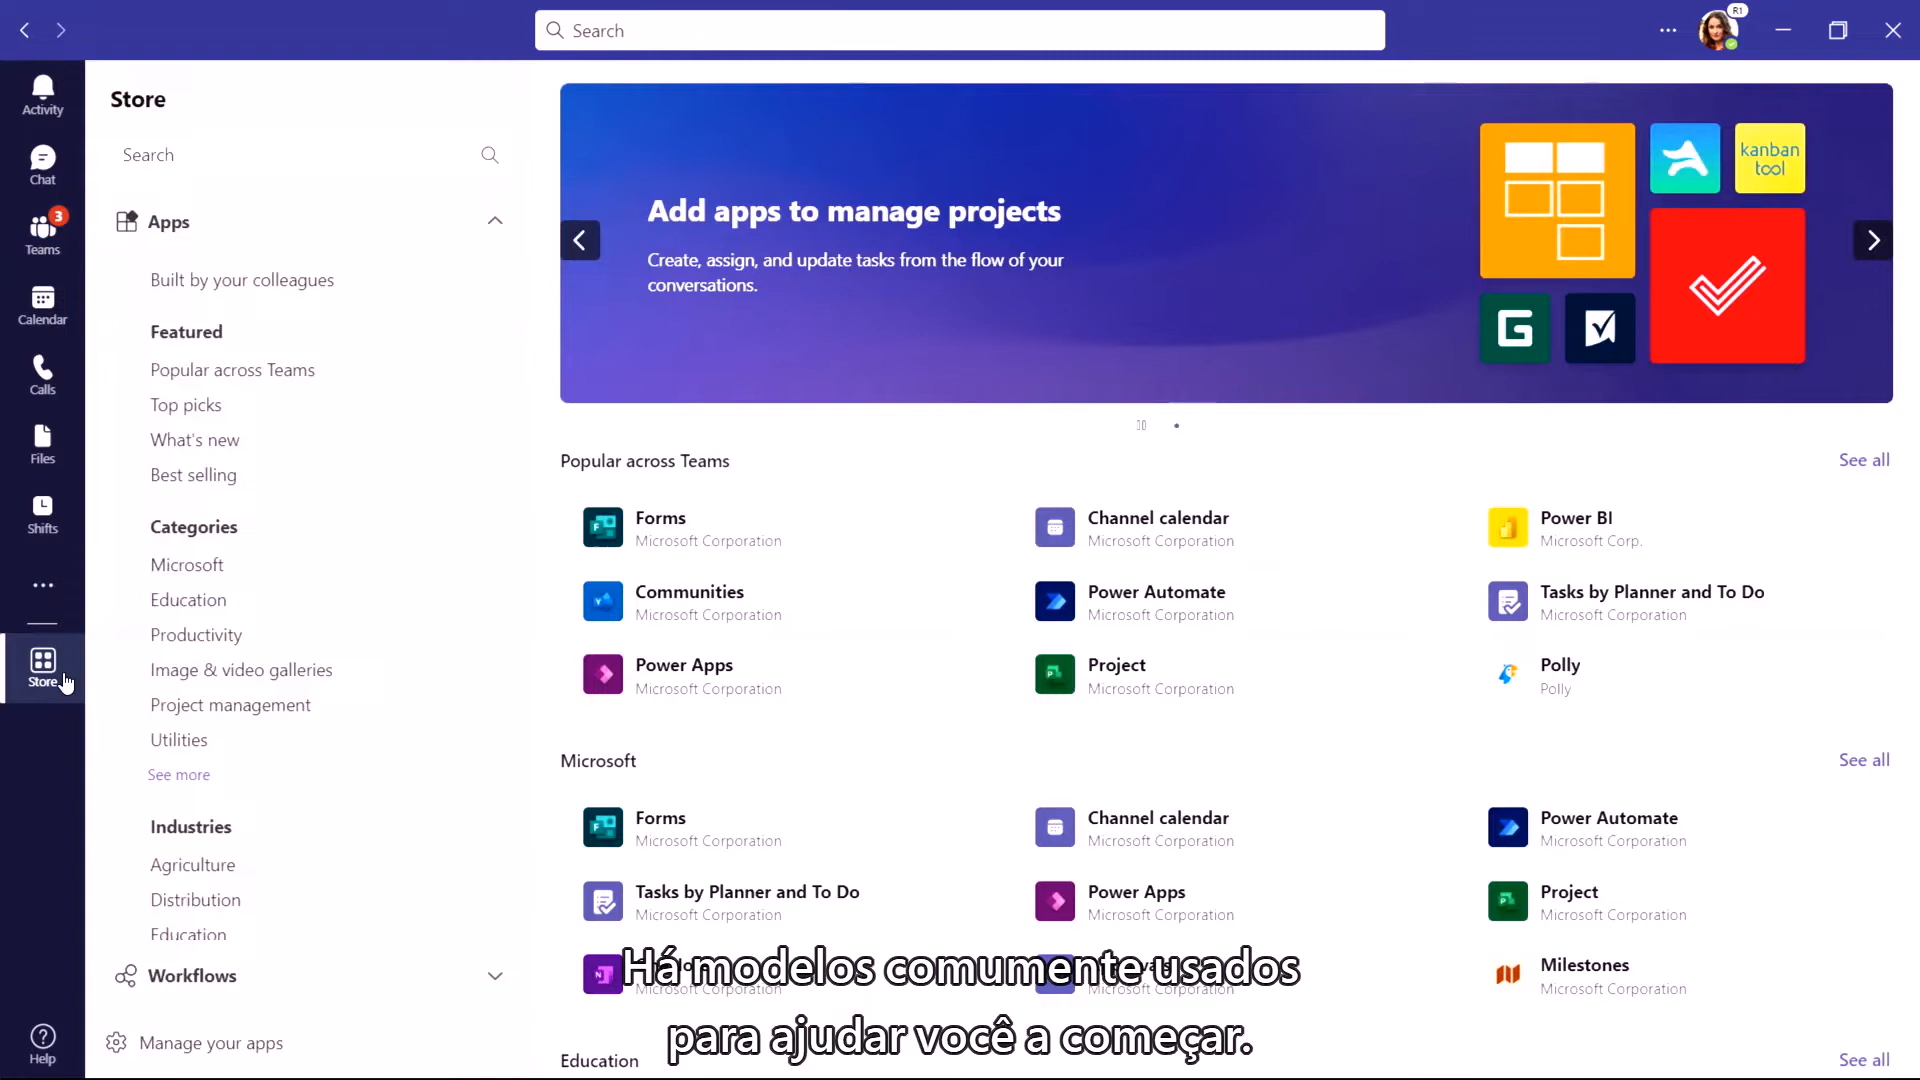 Search
R1
Activity
Chat
3
Teams
Calendar
Calls
Files
Shifts
Store
Help
Store
Search
Apps
Built by your colleagues
Featured
Popular across Teams
Top picks
What's new
Best selling
Categories
Microsoft
Education
Productivity
Image & video galleries
Project management
Utilities
See more
Industries
Agriculture
Distribution
Education
Workflows
Manage your apps
Add apps to manage projects
Create, assign, and update tasks from the flow of your
conversations.
kanban
tool
G
Popular across Teams
See all
Forms
Microsoft Corporation
Channel calendar
Microsoft Corporation
Power BI
Microsoft Corp.
Communities
Microsoft Corporation
Power Automate
Microsoft Corporation
Tasks by Planner and To Do
Microsoft Corporation
Power Apps
Microsoft Corporation
Project
Microsoft Corporation
Polly
Polly
Microsoft
See all
Forms
Microsoft Corporation
Channel calendar
Microsoft Corporation
Power Automate
Microsoft Corporation
Tasks by Planner and To Do
Microsoft Corporation
Power Apps
Microsoft Corporation
Project
Microsoft Corporation
Milestones
Microsoft Corporation
Há modelos comumente usados
para ajudar você a começar.
Education
See all